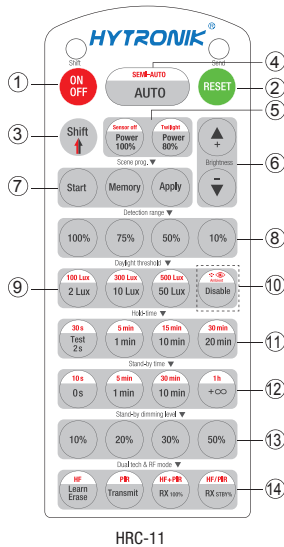 HYTRONIK®
Shift
Send
ON
OFF
SEMI-AUTO
AUTO
RESET
1
4
2
3
Shift
Sensor off
Power
100%
Twilight
Power
80%
5
+
Brightness
-
6
Scene prog. ▼
7
Start
Memory
Apply
Detection range ▼
100%
75%
50%
10%
8
Daylight threshold ▼
9
100 Lux
2 Lux
300 Lux
10 Lux
500 Lux
50 Lux
Ambient
Disable
10
Hold-time ▼
30 s
Test
2s
5 min
1 min
15 min
10 min
30 min
20 min
11
Stand-by time ▼
10 s
0 s
5 min
1 min
30 min
10 min
1 h
+∞
12
Stand-by dimming level ▼
10%
20%
30%
50%
13
Dual tech & RF mode ▼
HF
Learn
Erase
PIR
Transmit
HF+PIR
RX 100%
HF/PIR
RX STBY%
14
HRC-11